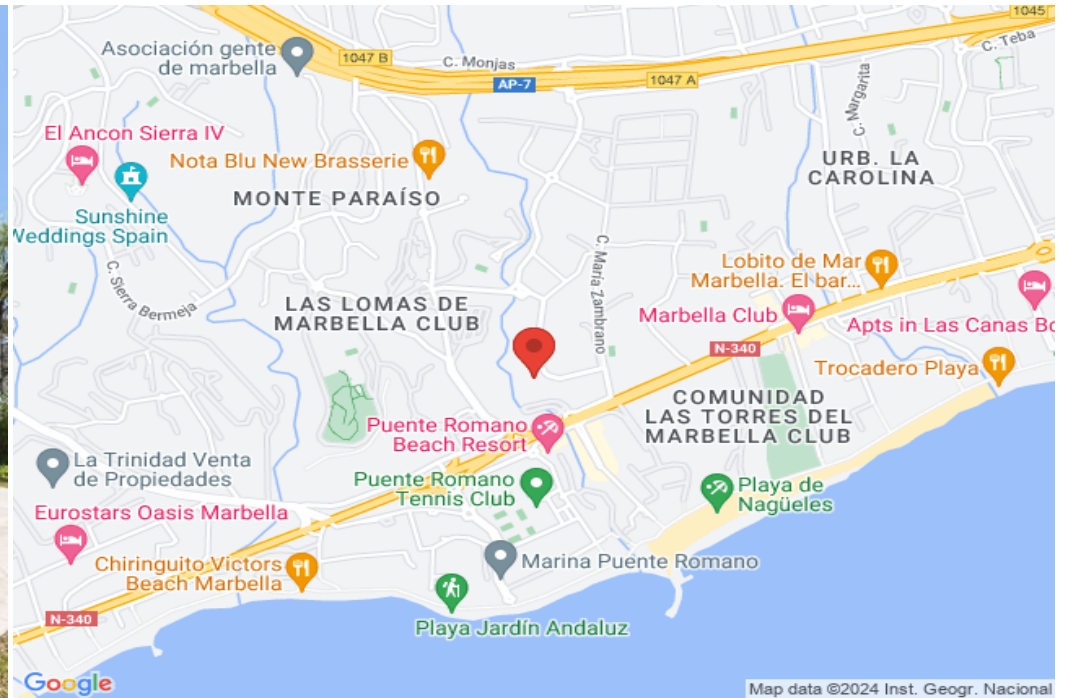 1045
Asociación gente
de marbella
1047 B
C. Monjas
C. Teba
AP-7
1047 A
C. Margarita
El Ancon Sierra IV
Nota Blu New Brasserie
URB. LA
CAROLINA
MONTE PARAÍSO
Sunshine
Weddings Spain
C. Sierra Bermeja
C. María Zambrano
Lobito de Mar
Marbella. El bar...
LAS LOMAS DE
MARBELLA CLUB
Marbella Club
Apts in Las Canas Bo
N-340
Trocadero Playa
COMUNIDAD
LAS TORRES DEL
MARBELLA CLUB
Puente Romano
Beach Resort
La Trinidad Venta
de Propiedades
Puente Romano
Tennis Club
Playa de
Nagüeles
Eurostars Oasis Marbella
Chiringuito Victors
Beach Marbella
Marina Puente Romano
N-340
Playa Jardín Andaluz
Google
Map data ©2024 Inst. Geogr. Nacional